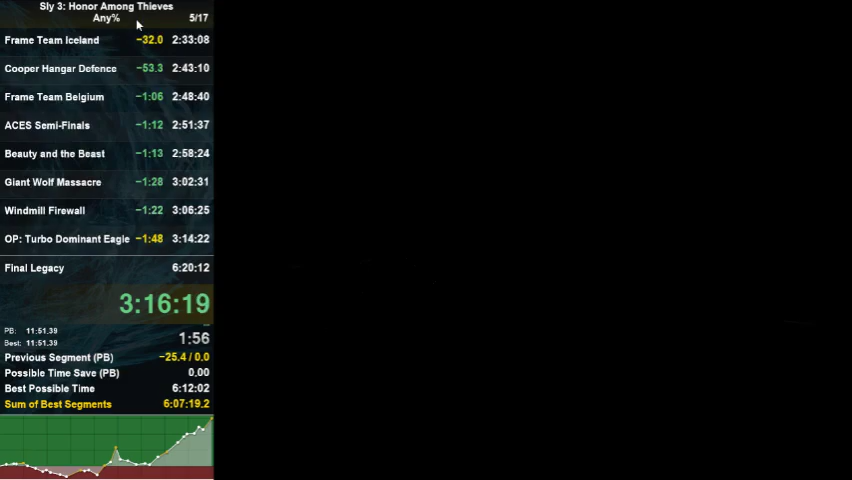 Sly 3: Honor Among Thieves
Any% 5/17
Frame Team Iceland −32.0 2:33:08
Cooper Hangar Defence −53.3 2:43:10
Frame Team Belgium −1:06 2:48:40
ACES Semi-Finals −1:12 2:51:37
Beauty and the Beast −1:13 2:58:24
Giant Wolf Massacre −1:28 3:02:31
Windmill Firewall −1:22 3:06:25
OP: Turbo Dominant Eagle −1:48 3:14:22
Final Legacy 6:20:12
3:16:19
PB: 11:51.39
Best: 11:51.39
1:56
Previous Segment (PB) −25.4 / 0.0
Possible Time Save (PB) 0.00
Best Possible Time 6:12:02
Sum of Best Segments 6:07:19.2